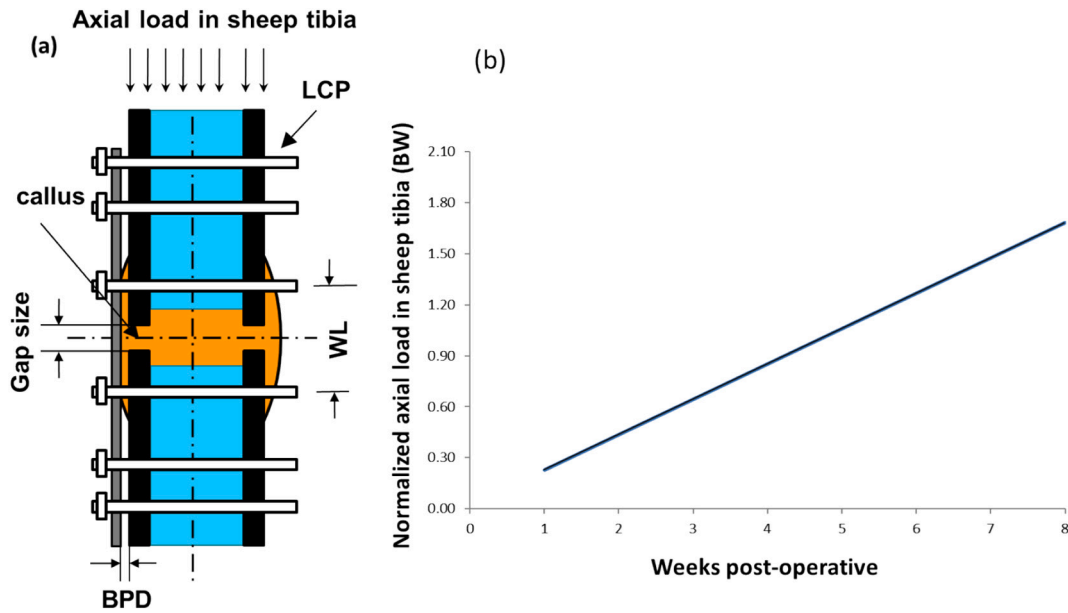 Axial load in sheep tibia
(a)
LCP
callus
Gap size
WL
BPD
(b)
Normalized axial load in sheep tibia (BW)
2.10
1.80
1.50
1.20
0.90
0.60
0.30
0.00
0 1 2 3 4 5 6 7 8
Weeks post-operative